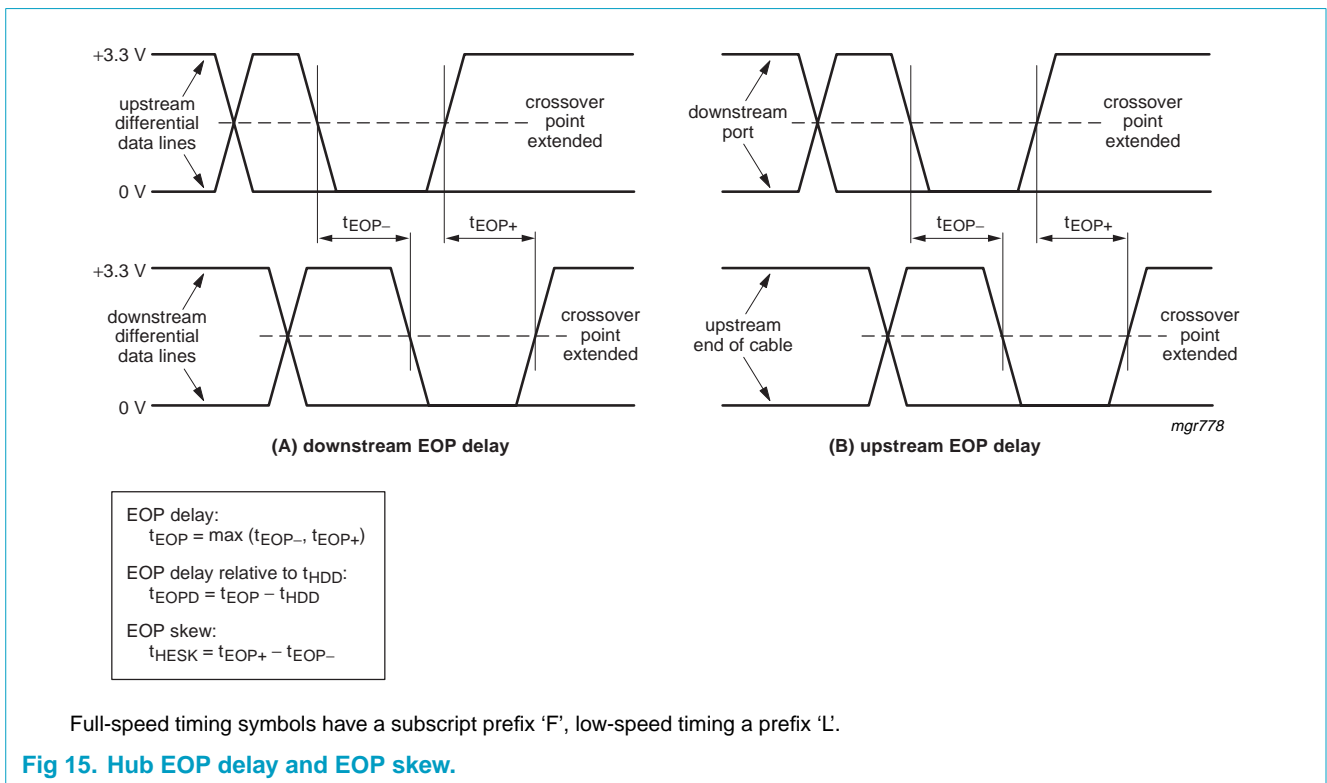 +3.3 V
upstream
differential
data lines
0 V
crossover
point
extended
tEOP−
tEOP+
+3.3 V
downstream
differential
data lines
0 V
crossover
point
extended
(A) downstream EOP delay
downstream
port
crossover
point
extended
tEOP−
tEOP+
upstream
end of cable
crossover
point
extended
mgr778
(B) upstream EOP delay
EOP delay:
tEOP = max (tEOP−, tEOP+)
EOP delay relative to tHDD:
tEOPD = tEOP − tHDD
EOP skew:
tHESK = tEOP+ − tEOP−
Full-speed timing symbols have a subscript prefix ‘F’, low-speed timing a prefix ‘L’.
Fig 15. Hub EOP delay and EOP skew.